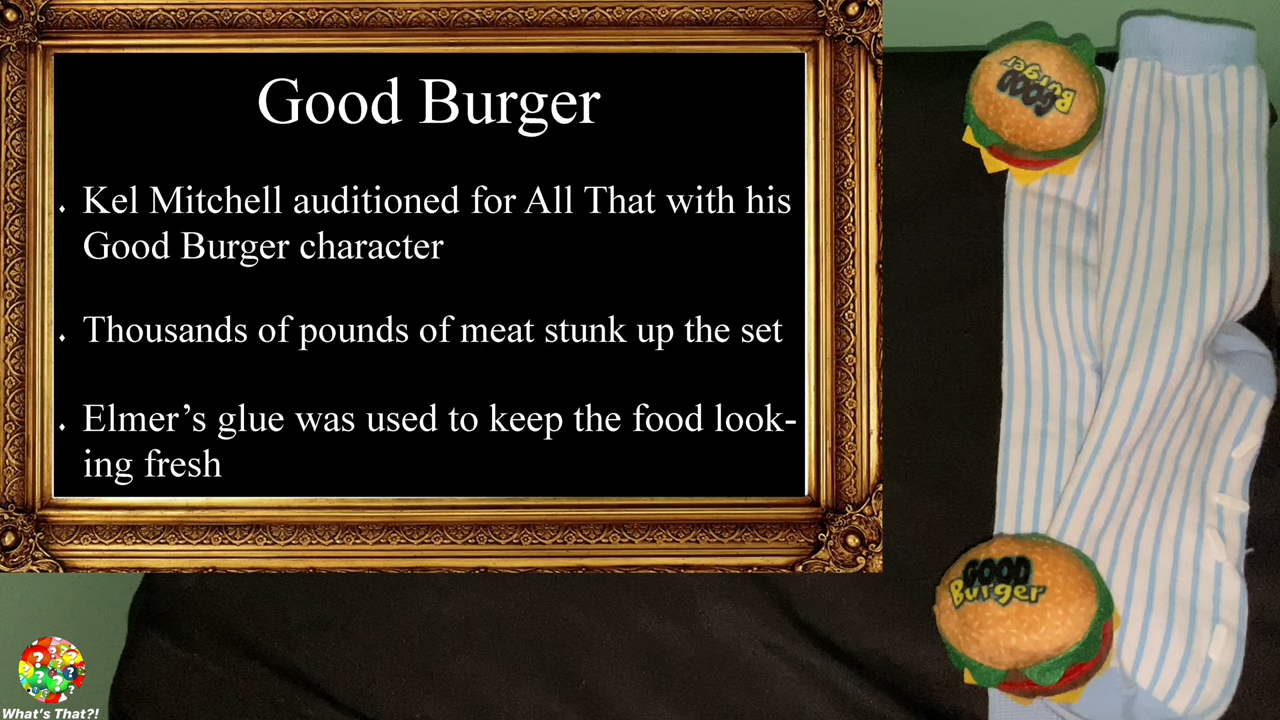 Good Burger
Kel Mitchell auditioned for All That with his
Good Burger character
Thousands of pounds of meat stunk up the set
Elmer's glue was used to keep the food look-
ing fresh
GOOD
Burger
GOOD
Burger
What's That?!